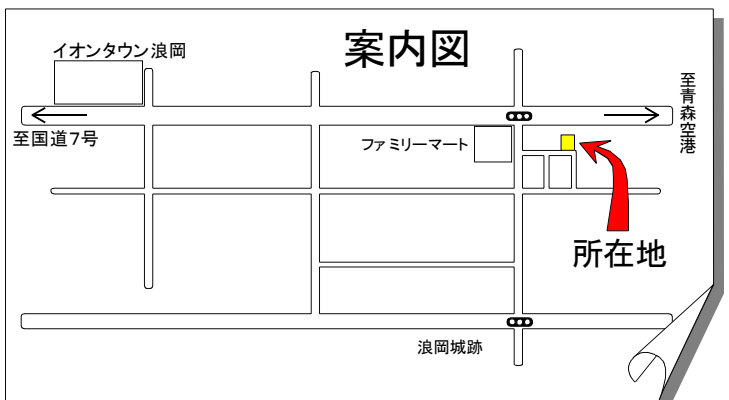 案内図
イオンタウン浪岡
至青森空港
至国道7号
ファミリーマート
所在地
浪岡城跡